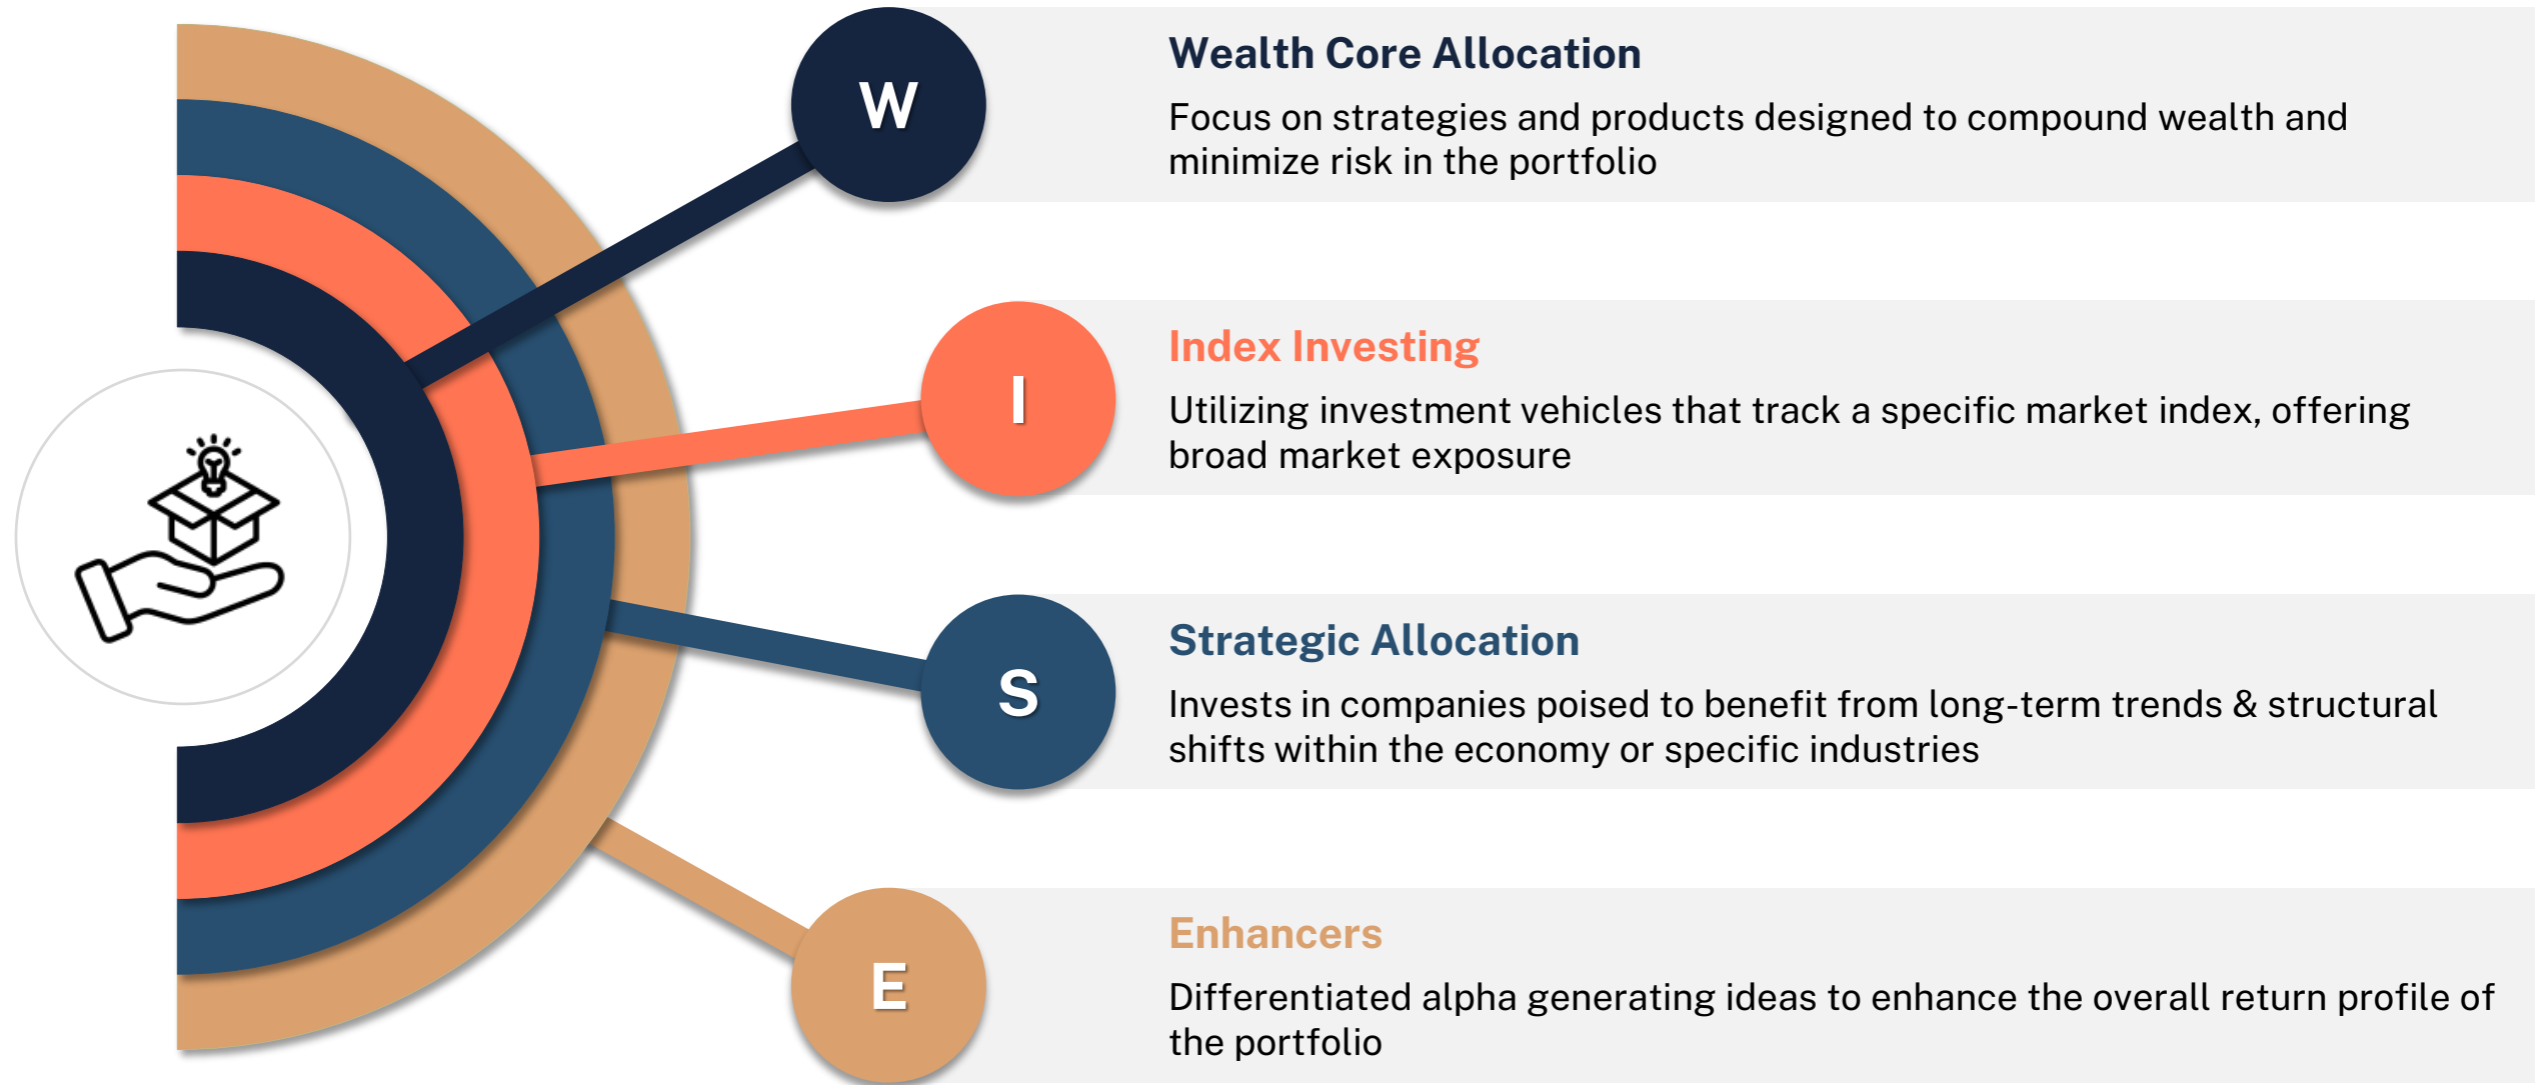 W
Wealth Core Allocation
Focus on strategies and products designed to compound wealth and
minimize risk in the portfolio
I
Index Investing
Utilizing investment vehicles that track a specific market index, offering
broad market exposure
S
Strategic Allocation
Invests in companies poised to benefit from long-term trends & structural
shifts within the economy or specific industries
E
Enhancers
Differentiated alpha generating ideas to enhance the overall return profile of
the portfolio